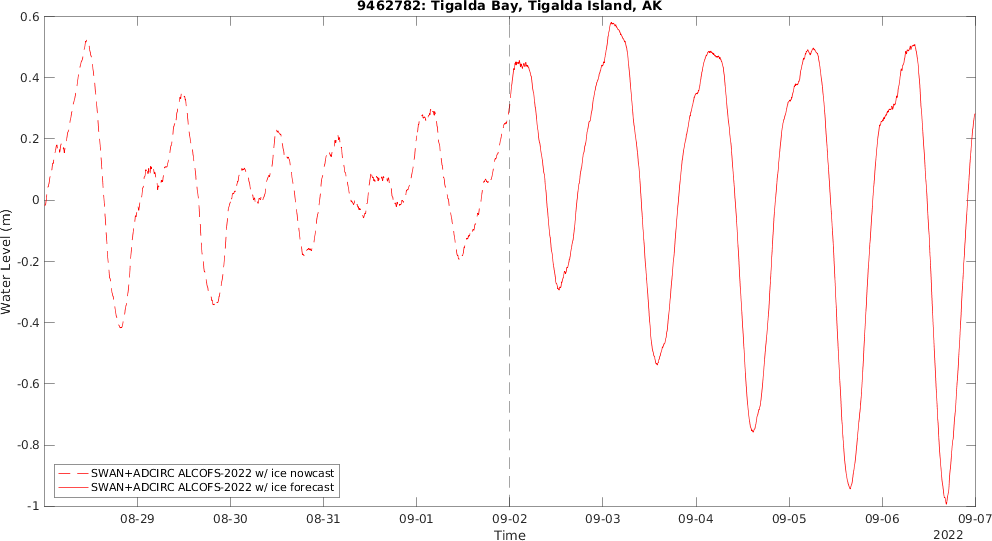 9462782: Tigalda Bay, Tigalda Island, AK
0.6
0.4
0.2
0
-0.2
-0.4
-0.6
-0.8
-1
Water Level (m)
SWAN+ADCIRC ALCOFS-2022 w/ ice nowcast
SWAN+ADCIRC ALCOFS-2022 w/ ice forecast
08-29 08-30 08-31 09-01 09-02 09-03 09-04 09-05 09-06 09-07
Time
2022